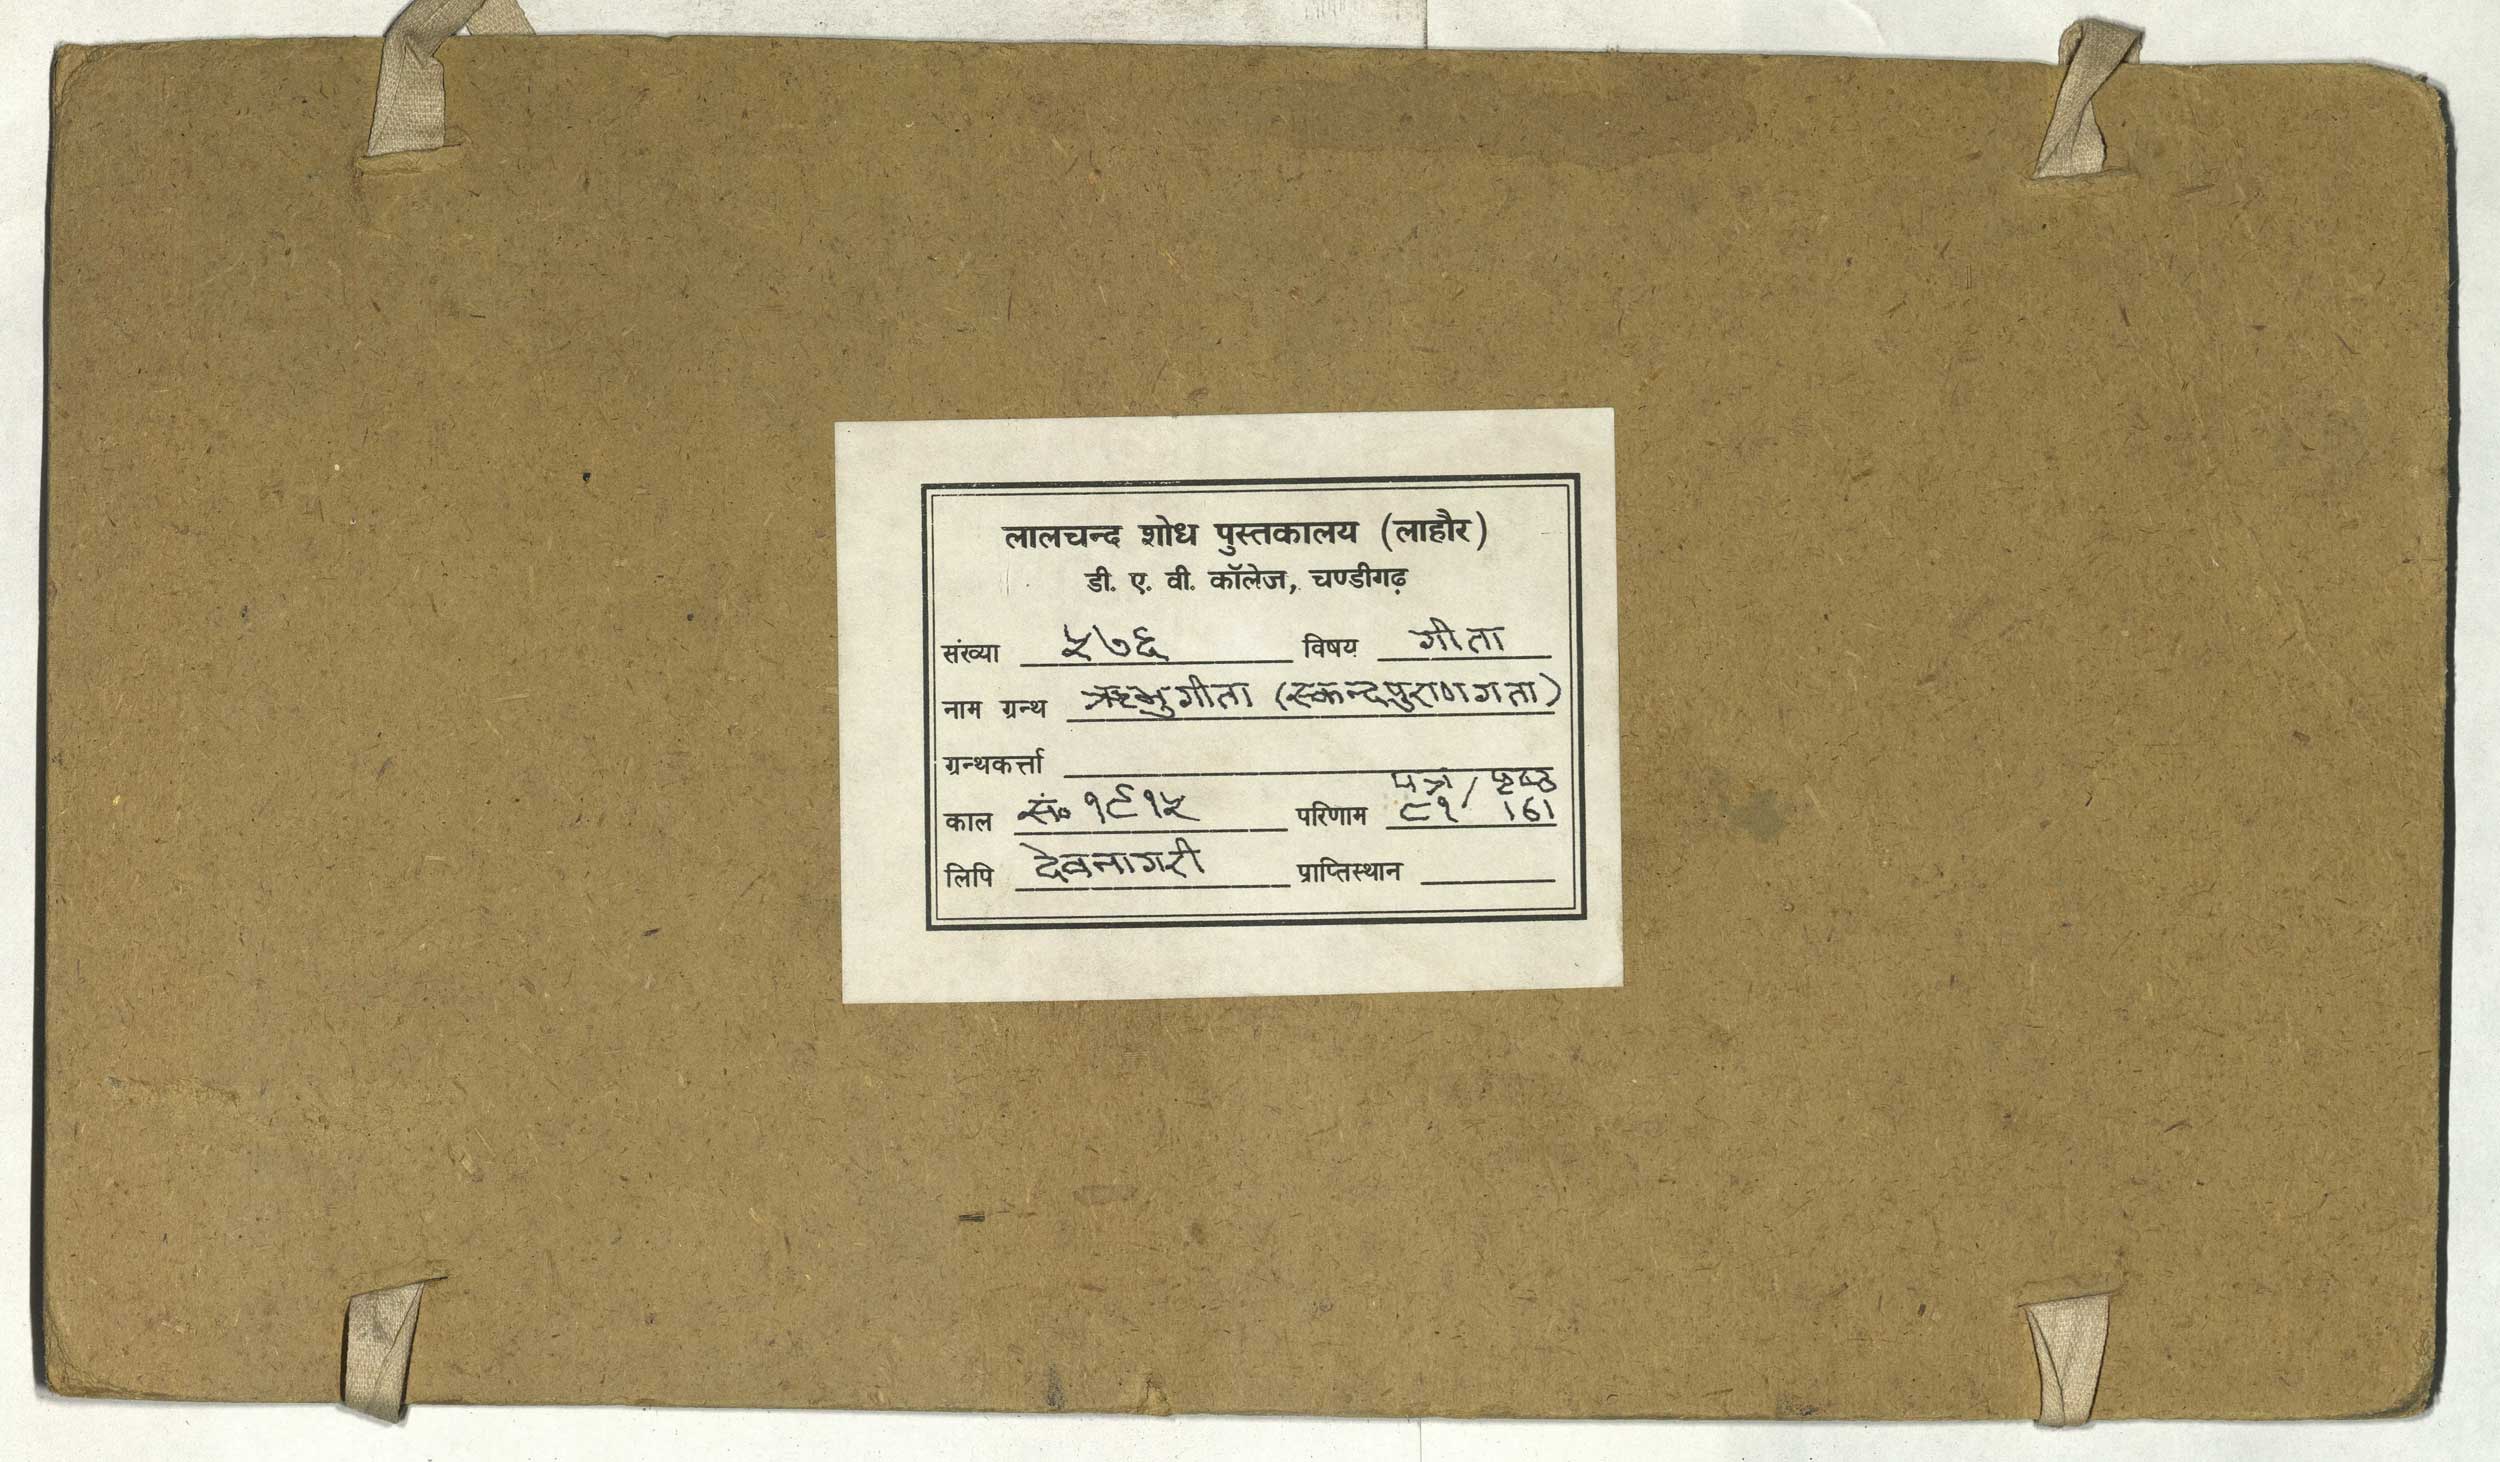 लालचन्द शोध पुस्तकालय (लाहौर)
डी. ए. वी. कॉलेज, चण्डीगढ़
संख्या ५७६ विषय गीता
नाम ग्रन्थ ऋभुगीता (स्कन्दपुराणगता)
ग्रन्थकर्त्ता
पत्र / पृष्ठ
काल सं० १९१५ परिणाम ८१ 161
लिपि देवनागरी प्राप्तिस्थान